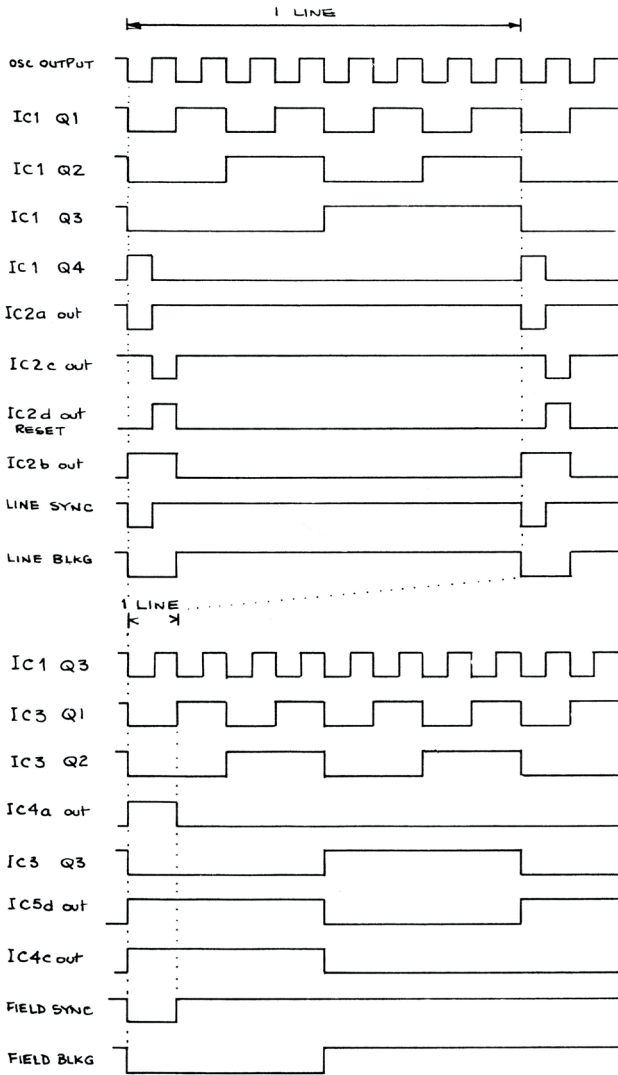 1 LINE
OSC OUTPUT
IC1 Q1
IC1 Q2
IC1 Q3
IC1 Q4
IC2a out
IC2c out
IC2d out
RESET
IC2b out
LINE SYNC
LINE BLKG
1 LINE
IC1 Q3
IC3 Q1
IC3 Q2
IC4a out
IC3 Q3
IC5d out
IC4c out
FIELD SYNC
FIELD BLKG